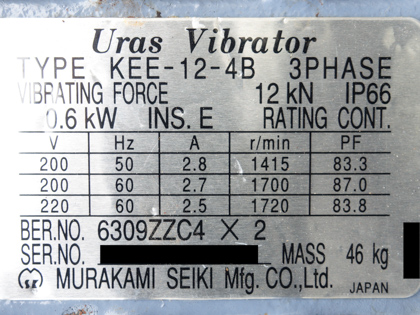 Uras Vibrator
TYPE KEE-12-4B 3PHASE
VIBRATING FORCE 12 kN IP66
0.6 kW INS. E RATING CONT.
V Hz A r/min PF
200 50 2.8 1415 83.3
200 60 2.7 1700 87.0
220 60 2.5 1720 83.8
BER.NO. 6309ZZC4 × 2
SER.NO. MASS 46 kg
MURAKAMI SEIKI Mfg. CO., Ltd.
JAPAN